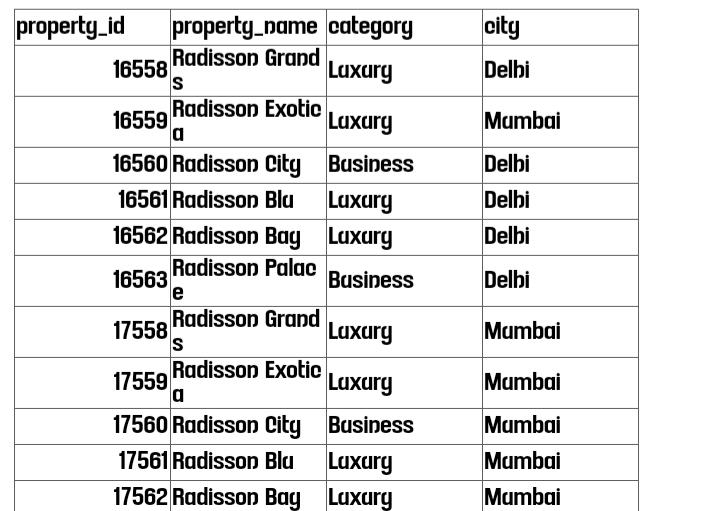 property_id property_name category city
16558 Radisson Grand
s Luxury Delhi
16559 Radisson Exotic
a Luxury Mumbai
16560 Radisson City Business Delhi
16561 Radisson Blu Luxury Delhi
16562 Radisson Bay Luxury Delhi
16563 Radisson Palac
e Business Delhi
17558 Radisson Grand
s Luxury Mumbai
17559 Radisson Exotic
a Luxury Mumbai
17560 Radisson City Business Mumbai
17561 Radisson Blu Luxury Mumbai
17562 Radisson Bay Luxury Mumbai